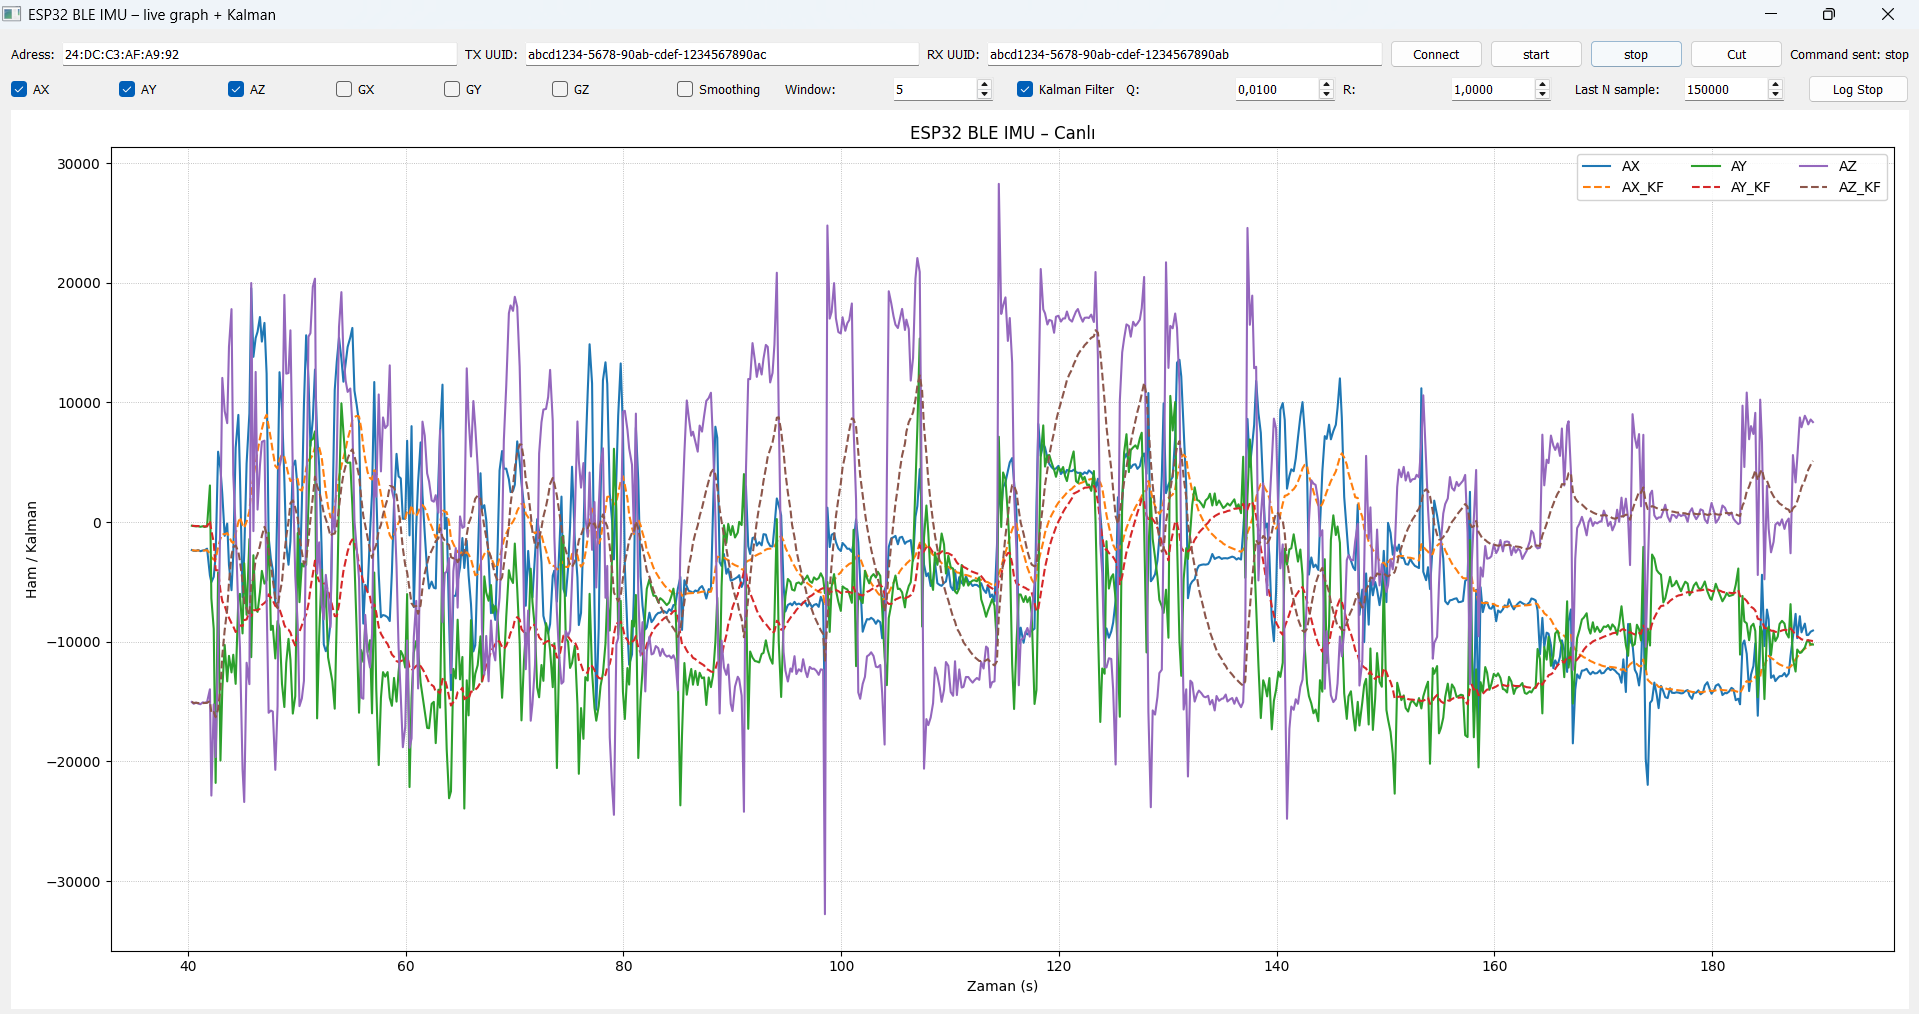 ESP32 BLE IMU – live graph + Kalman
Adress: 24:DC:C3:AF:A9:92 TX UUID: abcd1234-5678-90ab-cdef-1234567890ac RX UUID: abcd1234-5678-90ab-cdef-1234567890ab Connect start stop Cut Command sent: stop
AX AY AZ GX GY GZ Smoothing Window: 5 Kalman Filter Q: 0,0100 R: 1,0000 Last N sample: 150000 Log Stop
ESP32 BLE IMU – Canlı
AX AY AZ
AX_KF AY_KF AZ_KF
30000
20000
10000
0
−10000
−20000
−30000
Ham / Kalman
40 60 80 100 120 140 160 180
Zaman (s)